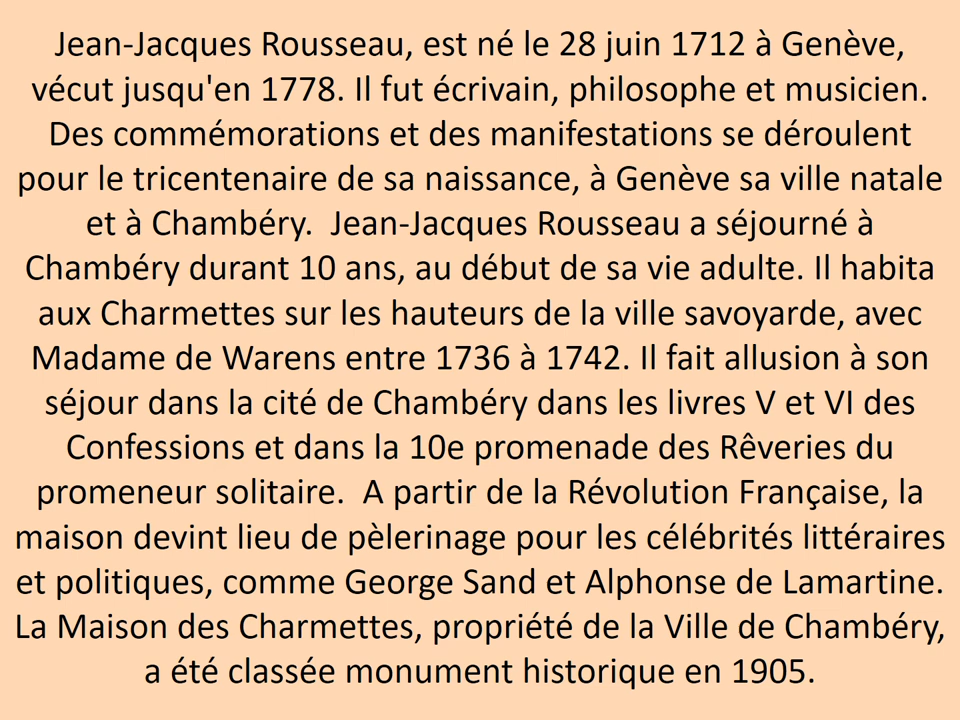 Jean-Jacques Rousseau, est né le 28 juin 1712 à Genève,
vécut jusqu'en 1778. Il fut écrivain, philosophe et musicien.
Des commémorations et des manifestations se déroulent
pour le tricentenaire de sa naissance, à Genève sa ville natale
et à Chambéry.  Jean-Jacques Rousseau a séjourné à
Chambéry durant 10 ans, au début de sa vie adulte. Il habita
aux Charmettes sur les hauteurs de la ville savoyarde, avec
Madame de Warens entre 1736 à 1742. Il fait allusion à son
séjour dans la cité de Chambéry dans les livres V et VI des
Confessions et dans la 10e promenade des Rêveries du
promeneur solitaire.  A partir de la Révolution Française, la
maison devint lieu de pèlerinage pour les célébrités littéraires
et politiques, comme George Sand et Alphonse de Lamartine.
La Maison des Charmettes, propriété de la Ville de Chambéry,
a été classée monument historique en 1905.